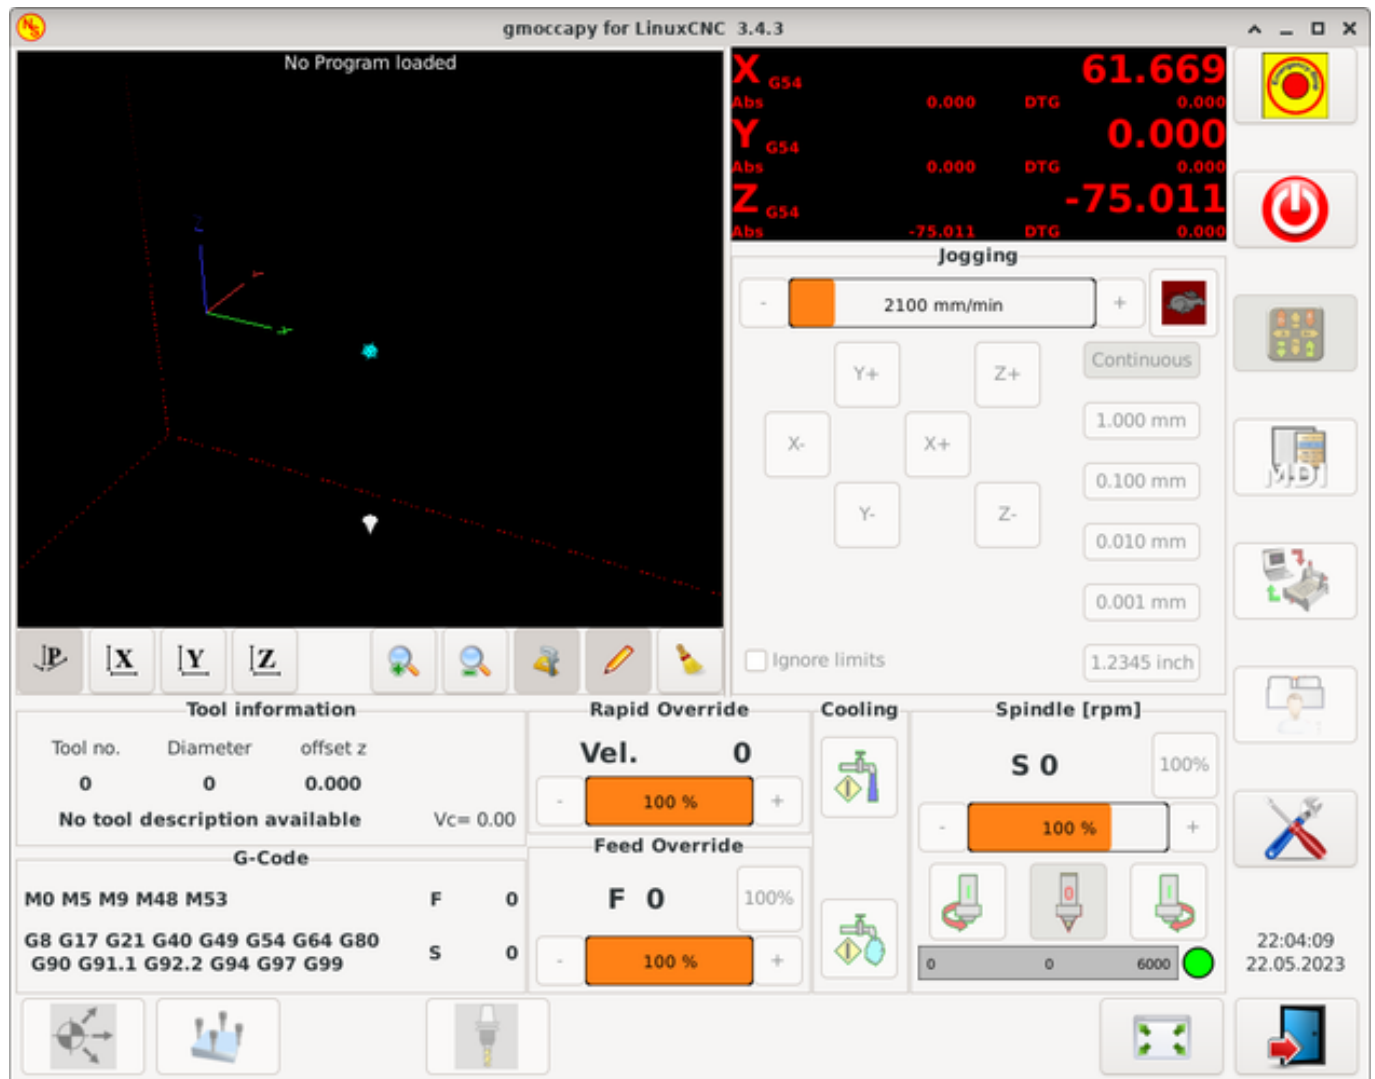 gmoccapy for LinuxCNC 3.4.3
No Program loaded
X G54 61.669
Abs 0.000 DTG 0.000
Y G54 0.000
Abs 0.000 DTG 0.000
Z G54 -75.011
Abs -75.011 DTG 0.000
Jogging
- 2100 mm/min +
Y+ Z+ Continuous
X- X+ 1.000 mm
0.100 mm
Y- Z- 0.010 mm
0.001 mm
Ignore limits 1.2345 inch
MDI
P X Y Z
Tool information
Tool no. Diameter offset z
0 0 0.000
No tool description available Vc= 0.00
G-Code
M0 M5 M9 M48 M53 F 0
G8 G17 G21 G40 G49 G54 G64 G80
G90 G91.1 G92.2 G94 G97 G99 S 0
Rapid Override
Vel. 0
- 100 % +
Feed Override
F 0 100%
- 100 % +
Cooling
Spindle [rpm]
S 0 100%
- 100 % +
I 0 I
0 0 6000
22:04:09
22.05.2023